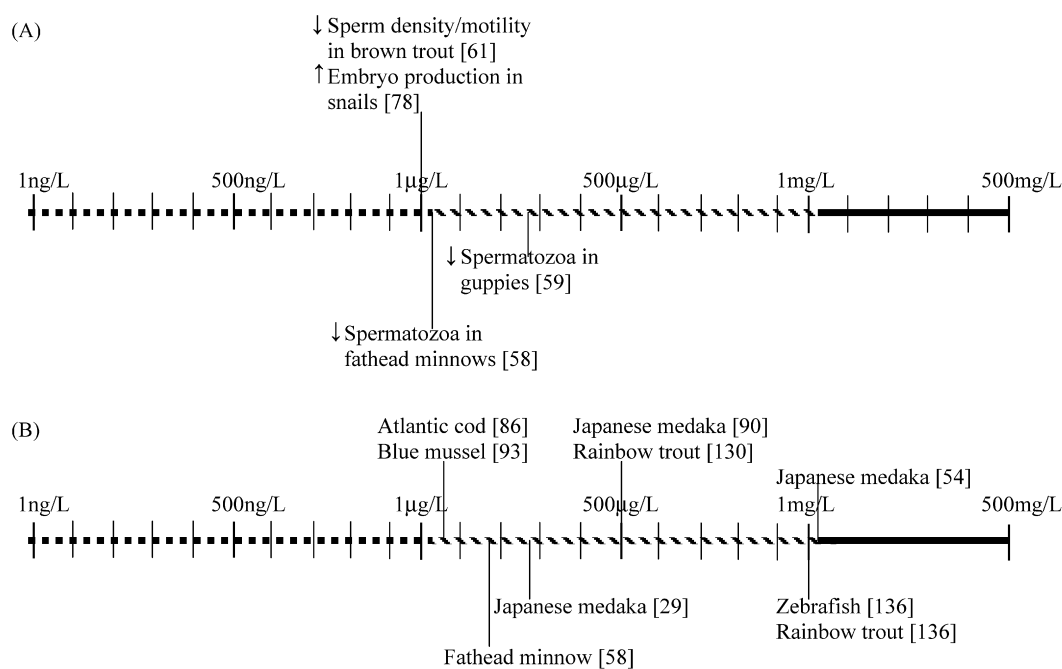 (A)
↓ Sperm density/motility
in brown trout [61]
↑ Embryo production in
snails [78]
1ng/L 500ng/L 1µg/L 500µg/L 1mg/L 500mg/L
↓ Spermatozoa in
guppies [59]
↓ Spermatozoa in
fathead minnows [58]
(B)
Atlantic cod [86]
Blue mussel [93]
Japanese medaka [90]
Rainbow trout [130]
Japanese medaka [54]
1ng/L 500ng/L 1µg/L 500µg/L 1mg/L 500mg/L
Japanese medaka [29]
Zebrafish [136]
Rainbow trout [136]
Fathead minnow [58]